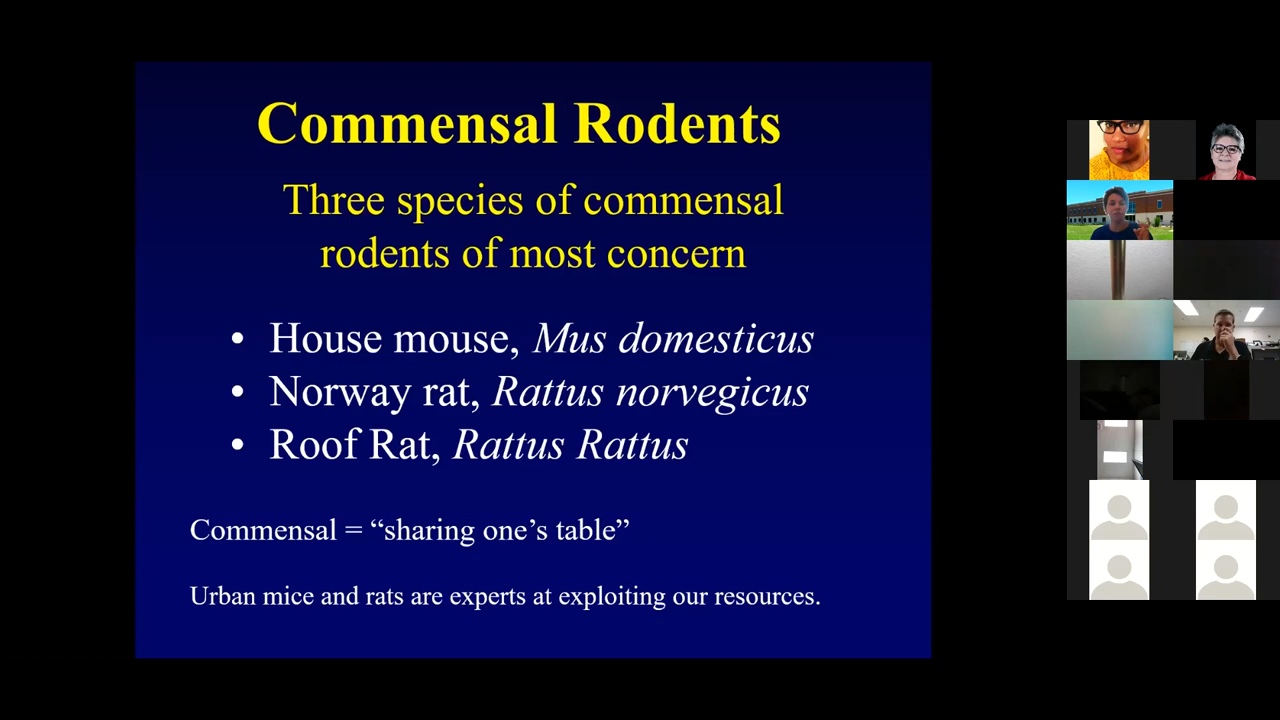 Commensal Rodents
Three species of commensal
rodents of most concern
• House mouse, Mus domesticus
• Norway rat, Rattus norvegicus
• Roof Rat, Rattus Rattus
Commensal = “sharing one’s table”
Urban mice and rats are experts at exploiting our resources.